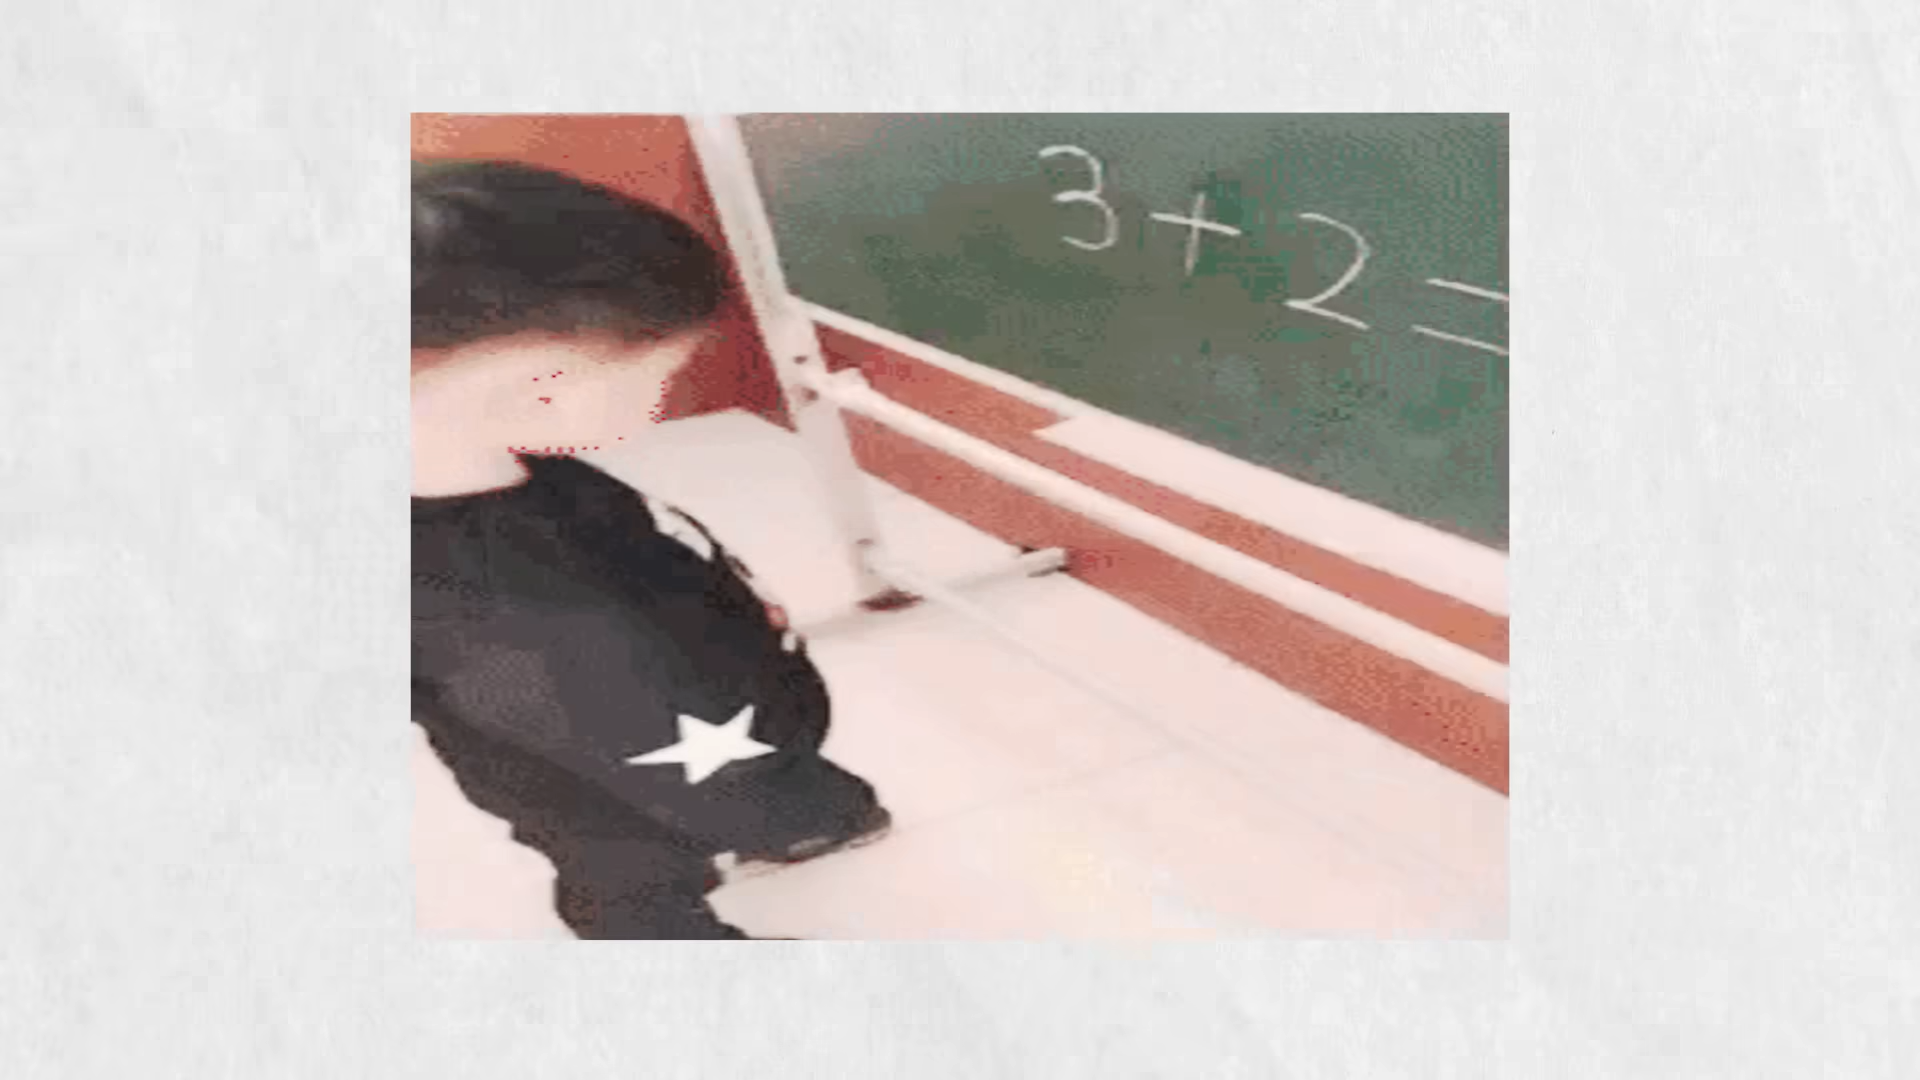 3 + 2 =